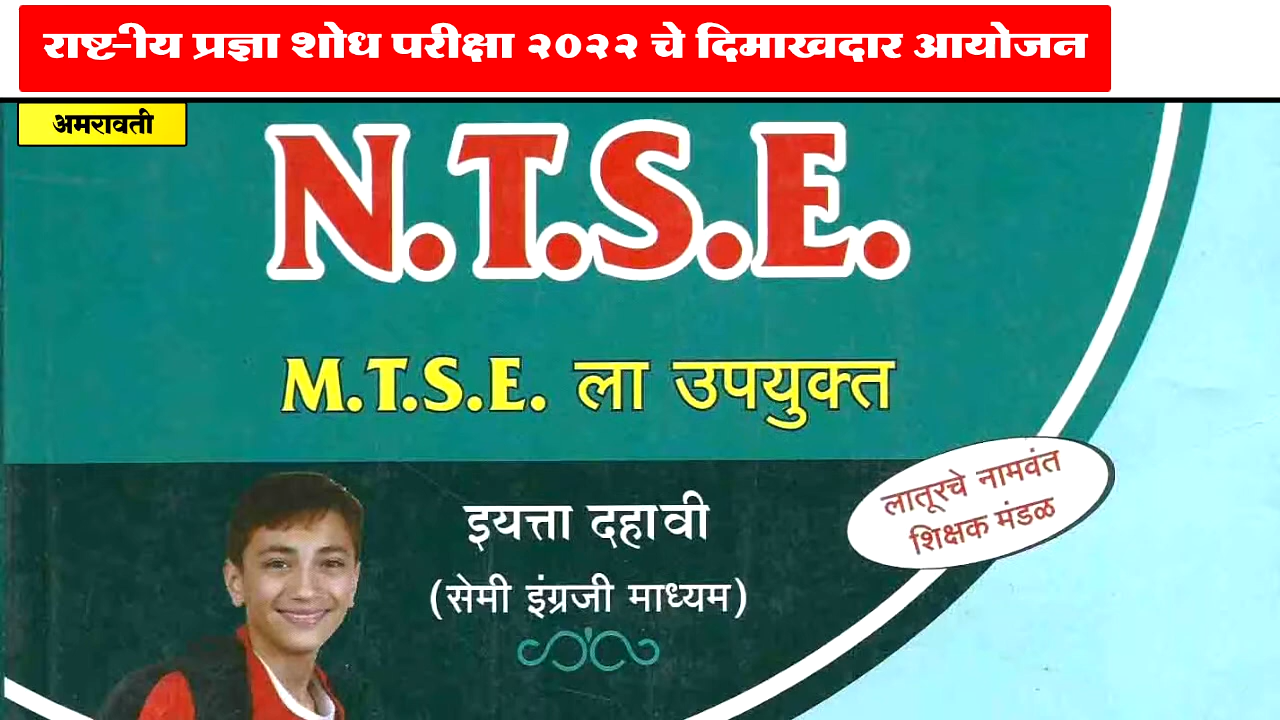 राष्ट-ीय प्रज्ञा शोध परीक्षा २०२२ चे दिमाखदार आयोजन
अमरावती
N.T.S.E.
M.T.S.E. ला उपयुक्त
इयत्ता दहावी
(सेमी इंग्रजी माध्यम)
लातूरचे नामवंत
शिक्षक मंडळ